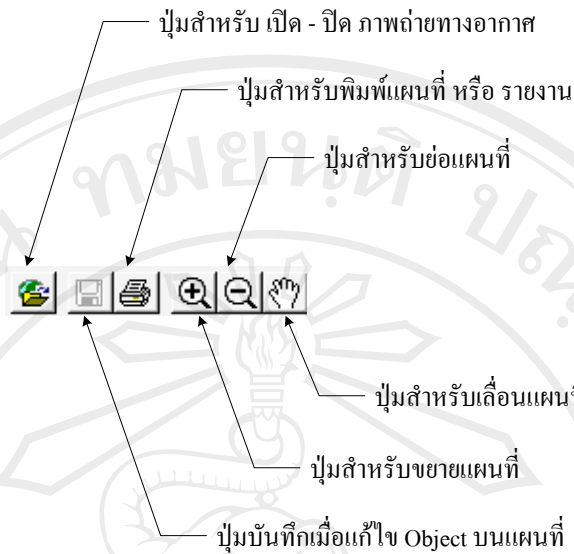 ปุ่มสำหรับ เปิด - ปิด ภาพถ่ายทางอากาศ
ปุ่มสำหรับพิมพ์แผนที่ หรือ รายงาน
ปุ่มสำหรับย่อแผนที่
ปุ่มสำหรับเลื่อนแผนที่
ปุ่มสำหรับขยายแผนที่
ปุ่มบันทึกเมื่อแก้ไข Object บนแผนที่